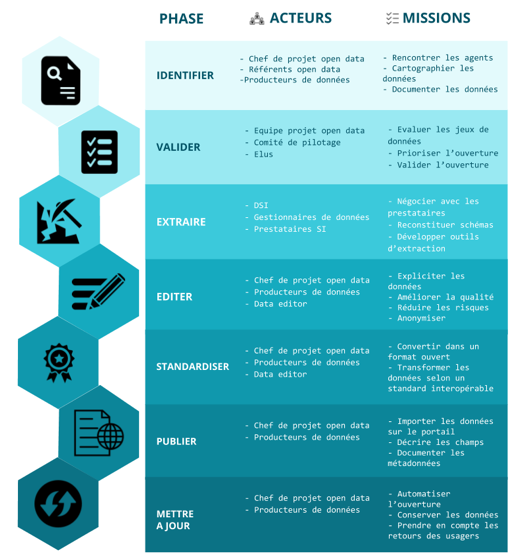 PHASE ACTEURS MISSIONS
IDENTIFIER
- Chef de projet open data
- Référents open data
-Producteurs de données
- Rencontrer les agents
- Cartographier les
données
- Documenter les données
VALIDER
- Equipe projet open data
- Comité de pilotage
- Elus
- Evaluer les jeux de
données
- Prioriser l’ouverture
- Valider l’ouverture
EXTRAIRE
- DSI
- Gestionnaires de données
- Prestataires SI
- Négocier avec les
prestataires
- Reconstituer schémas
- Développer outils
d’extraction
EDITER
- Chef de projet open data
- Producteurs de données
- Data editor
- Expliciter les
données
- Améliorer la qualité
- Réduire les risques
- Anonymiser
STANDARDISER
- Chef de projet open data
- Producteurs de données
- Data editor
- Convertir dans un
format ouvert
- Transformer les
données selon un
standard interopérable
PUBLIER
- Chef de projet open data
- Producteurs de données
- Importer les données
sur le portail
- Décrire les champs
- Documenter les
métadonnées
METTRE
A JOUR
- Chef de projet open data
- Producteurs de données
- Automatiser
l’ouverture
- Conserver les données
- Prendre en compte les
retours des usagers